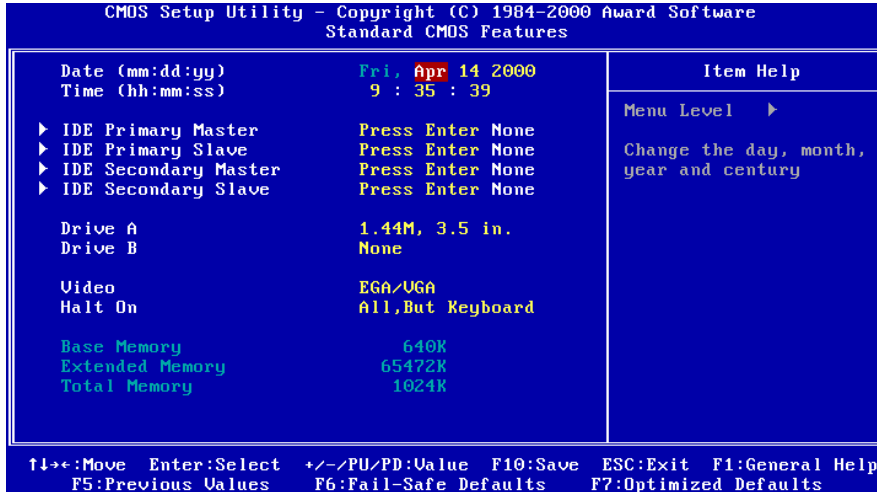 CMOS Setup Utility - Copyright (C) 1984-2000 Award Software
Standard CMOS Features
Date (mm:dd:yy) Fri, Apr 14 2000
Time (hh:mm:ss) 9 : 35 : 39
IDE Primary Master Press Enter None
IDE Primary Slave Press Enter None
IDE Secondary Master Press Enter None
IDE Secondary Slave Press Enter None
Drive A 1.44M, 3.5 in.
Drive B None
Video EGA/VGA
Halt On All,But Keyboard
Base Memory 640K
Extended Memory 65472K
Total Memory 1024K
Item Help
Menu Level ▶
Change the day, month,
year and century
↑↓→←:Move Enter:Select +/-/PU/PD:Value F10:Save ESC:Exit F1:General Help
F5:Previous Values F6:Fail-Safe Defaults F7:Optimized Defaults